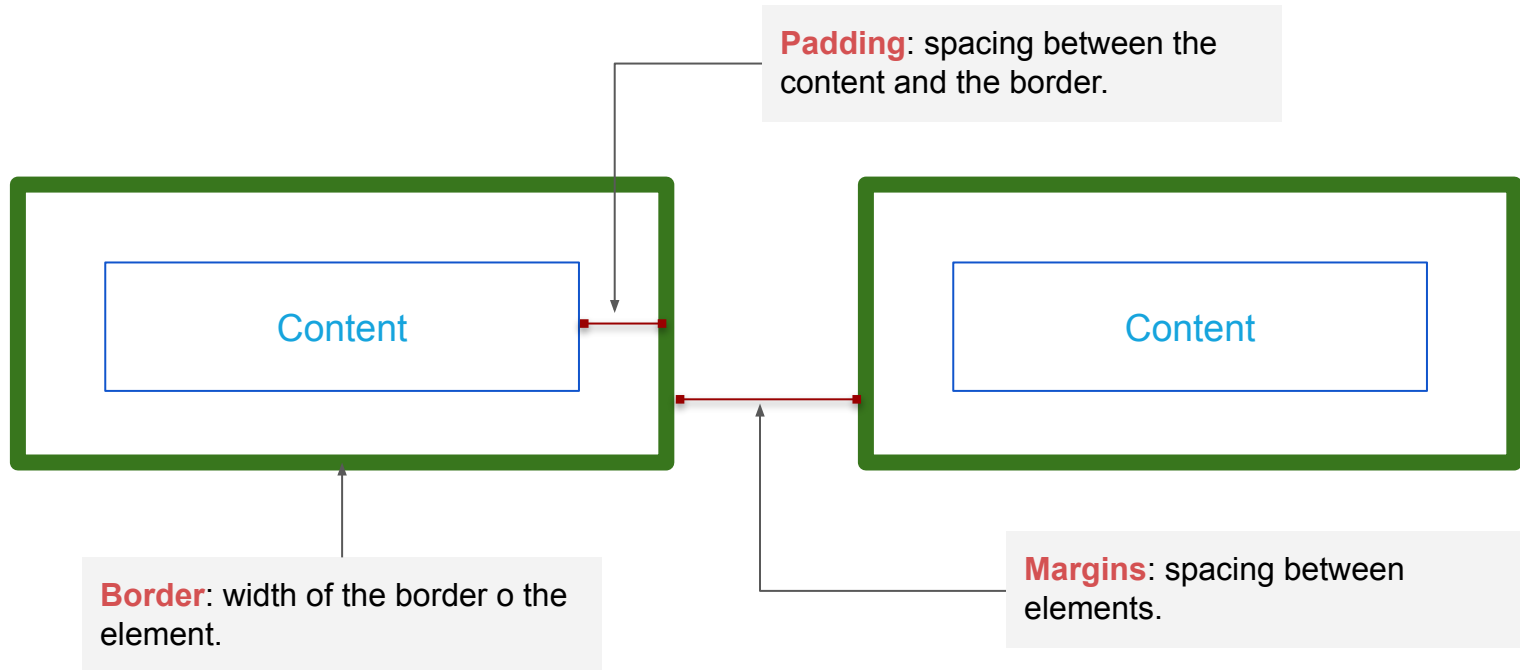 Padding: spacing between the
content and the border.
Content
Content
Border: width of the border o the
element.
Margins: spacing between
elements.